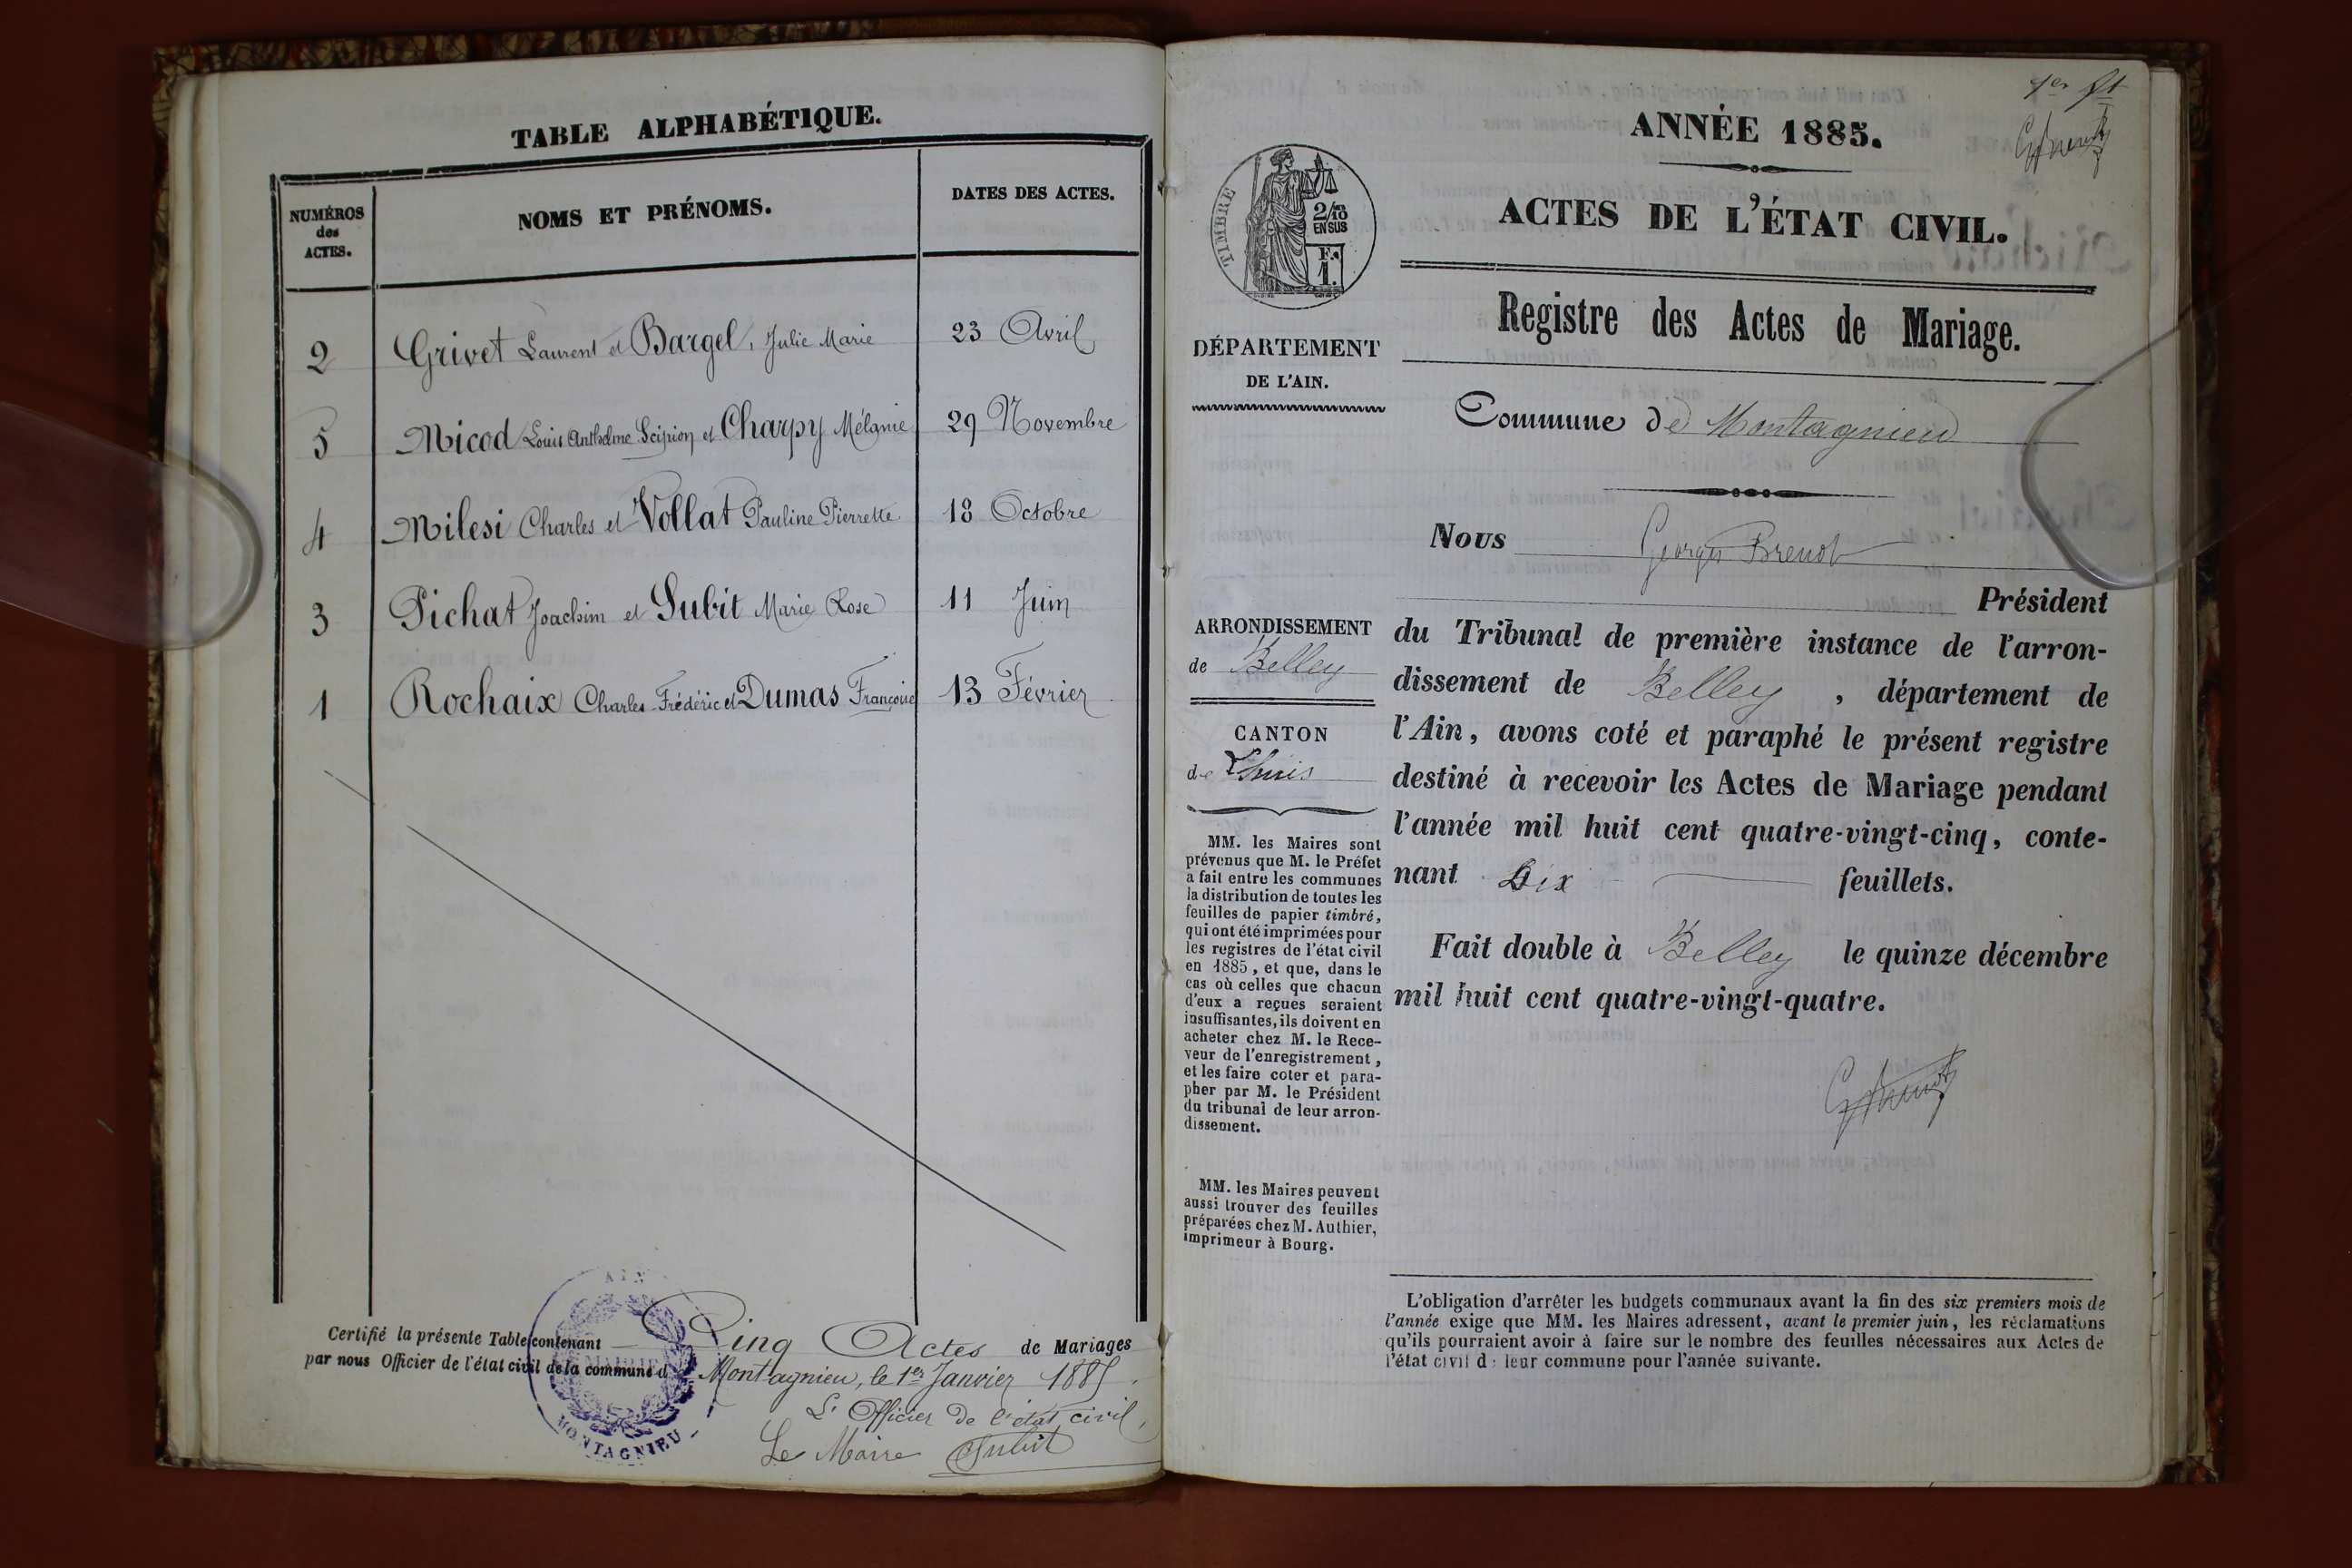 TABLE ALPHABÉTIQUE.
NUMÉROS
des
ACTES.
NOMS ET PRÉNOMS.
DATES DES ACTES.
2 Grivet Laurent et Bargel, Julie Marie 23 Avril
5 Micod Louis Anthelme Scipion et Charpy Mélanie 29 Novembre
4 Milesi Charles et Vollat Pauline Pierrette 18 Octobre
3 Pichat Joachim et Subit Marie Rose 11 Juin
1 Rochaix Charles-Frédéric et Dumas Françoise 13 Février
Certifié la présente Table contenant Cinq Actes de Mariages
par nous Officier de l'état civil de la commune d Montagnieu, le 1er Janvier 1885.
L'Officier de l'état civil,
Le Maire Subit
AIN
MAIRIE
MONTAGNIEU
1er ft
ANNÉE 1885.
ACTES DE L'ÉTAT CIVIL.
TIMBRE
2/10
EN SUS
F.
1.
DÉPARTEMENT
DE L'AIN.
Registre des Actes de Mariage.
Commune de Montagnieu
Nous Georges Brenot
Président
du Tribunal de première instance de l'arron-
dissement de Belley, département de
l'Ain, avons coté et paraphé le présent registre
destiné à recevoir les Actes de Mariage pendant
l'année mil huit cent quatre-vingt-cinq, conte-
nant Six feuillets.
Fait double à Belley le quinze décembre
mil huit cent quatre-vingt-quatre.
ARRONDISSEMENT
de Belley
CANTON
de Lhuis
MM. les Maires sont
prévenus que M. le Préfet
a fait entre les communes
la distribution de toutes les
feuilles de papier timbré,
qui ont été imprimées pour
les registres de l'état civil
en 1885, et que, dans le
cas où celles que chacun
d'eux a reçues seraient
insuffisantes, ils doivent en
acheter chez M. le Rece-
veur de l'enregistrement,
et les faire coter et para-
pher par M. le Président
du tribunal de leur arron-
dissement.
MM. les Maires peuvent
aussi trouver des feuilles
préparées chez M. Authier,
imprimeur à Bourg.
L'obligation d'arrêter les budgets communaux avant la fin des six premiers mois de
l'année exige que MM. les Maires adressent, avant le premier juin, les réclamations
qu'ils pourraient avoir à faire sur le nombre des feuilles nécessaires aux Actes de
l'état civil d: leur commune pour l'année suivante.